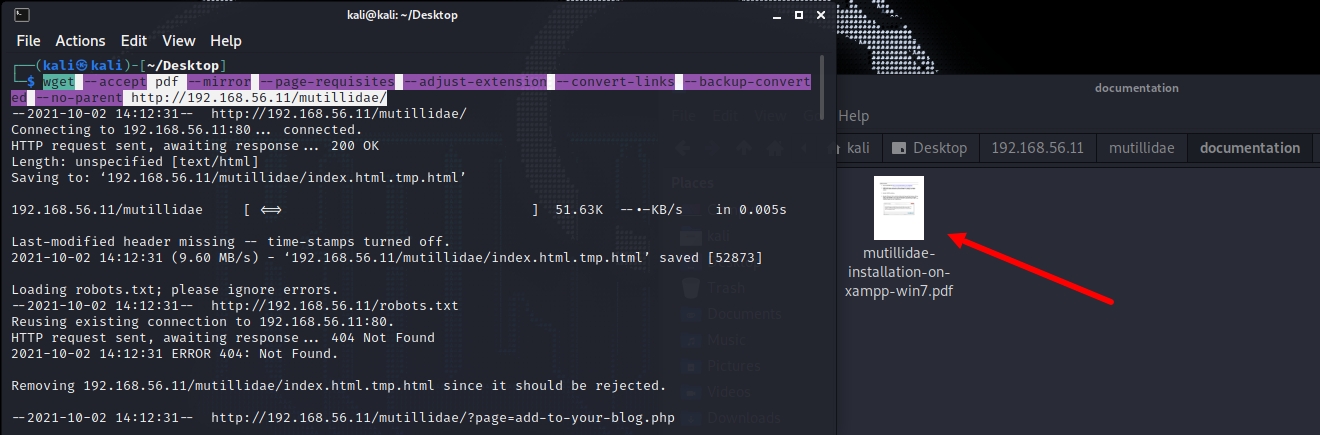 kali@kali: ~/Desktop
File Actions Edit View Help
┌──(kali㉿kali)-[~/Desktop]
└─$ wget --accept pdf --mirror --page-requisites --adjust-extension --convert-links --backup-convert
ed --no-parent http://192.168.56.11/mutillidae/
--2021-10-02 14:12:31--  http://192.168.56.11/mutillidae/
Connecting to 192.168.56.11:80... connected.
HTTP request sent, awaiting response... 200 OK
Length: unspecified [text/html]
Saving to: ‘192.168.56.11/mutillidae/index.html.tmp.html’
192.168.56.11/mutillidae     [ <=>                              ]  51.63K  --.-KB/s    in 0.005s
Last-modified header missing -- time-stamps turned off.
2021-10-02 14:12:31 (9.60 MB/s) - ‘192.168.56.11/mutillidae/index.html.tmp.html’ saved [52873]
Loading robots.txt; please ignore errors.
--2021-10-02 14:12:31--  http://192.168.56.11/robots.txt
Reusing existing connection to 192.168.56.11:80.
HTTP request sent, awaiting response... 404 Not Found
2021-10-02 14:12:31 ERROR 404: Not Found.
Removing 192.168.56.11/mutillidae/index.html.tmp.html since it should be rejected.
--2021-10-02 14:12:31--  http://192.168.56.11/mutillidae/?page=add-to-your-blog.php
File Edit View
Places
kali
Trash
Documents
Music
Pictures
Videos
Downloads
documentation
Help
kali Desktop 192.168.56.11 mutillidae documentation
mutillidae-
installation-on-
xampp-win7.pdf